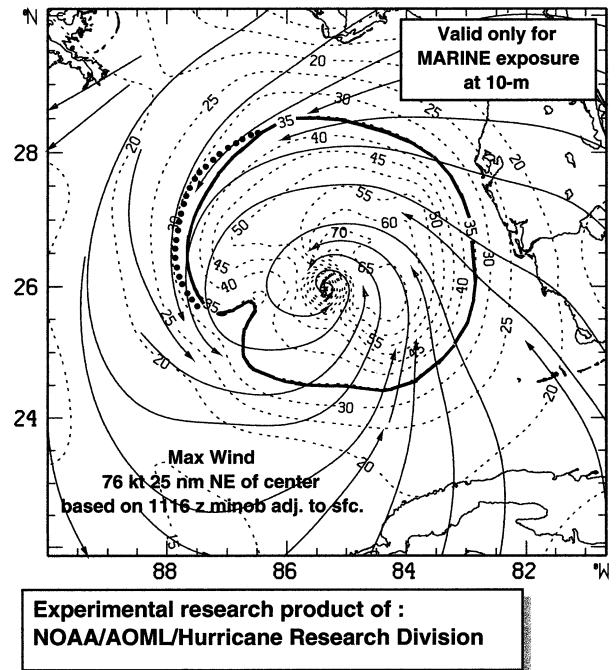 °N
Valid only for
MARINE exposure
at 10-m
28
26
24
20
25
30
35
40
45
50
55
60
65
70
15
Max Wind
76 kt 25 nm NE of center
based on 1116 z minob adj. to sfc.
88
86
84
82
°W
Experimental research product of :
NOAA/AOML/Hurricane Research Division